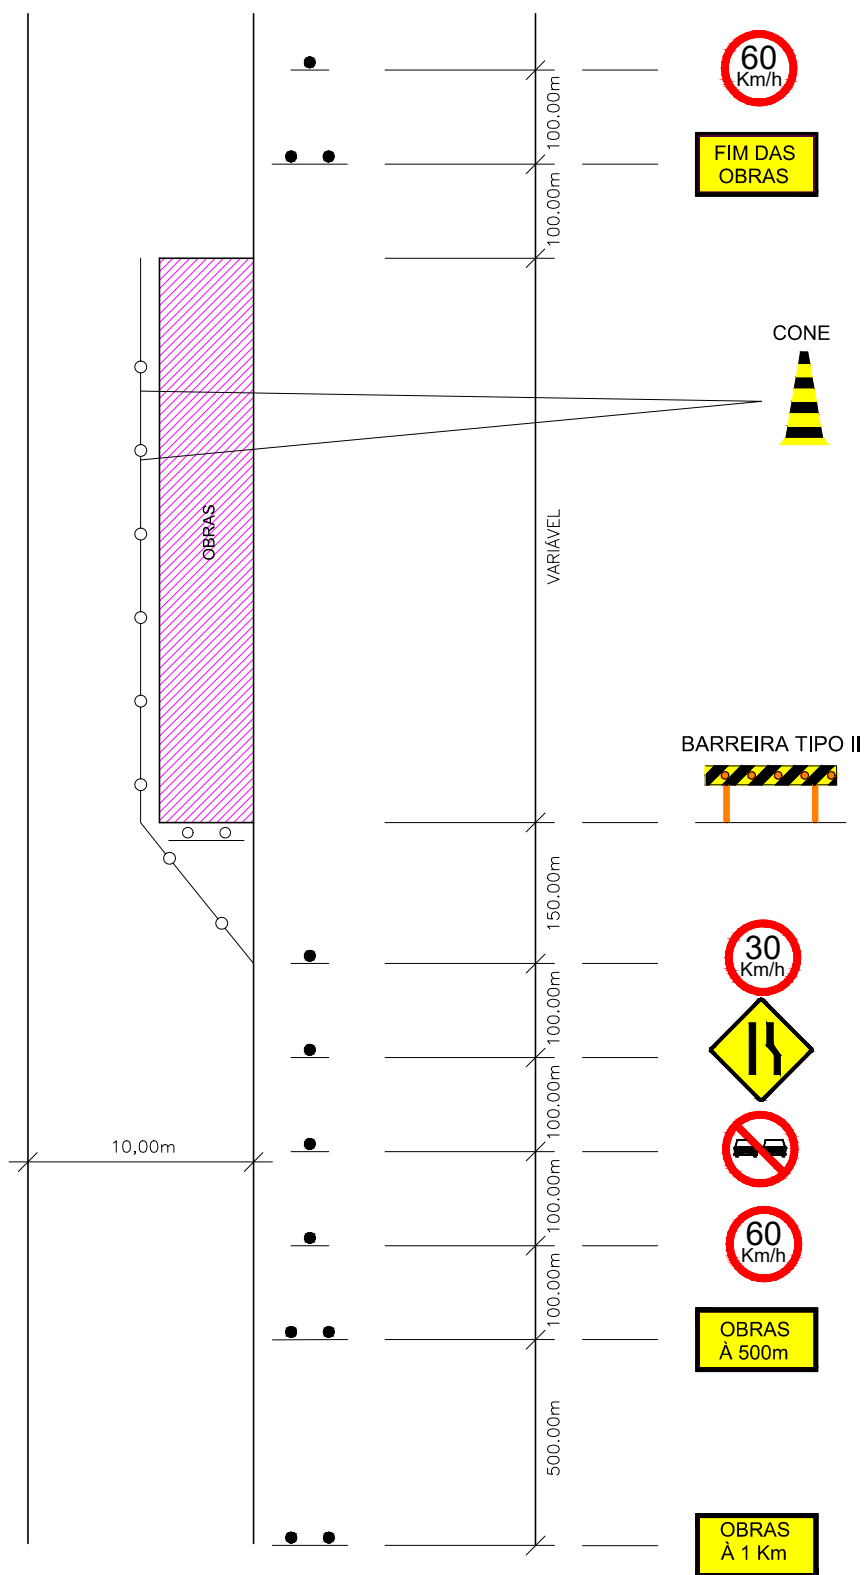 60
Km/h
100.00m
FIM DAS
OBRAS
100.00m
CONE
OBRAS
VARIÁVEL
BARREIRA TIPO II
150.00m
30
Km/h
100.00m
100.00m
10,00m
100.00m
60
Km/h
100.00m
OBRAS
À 500m
500.00m
OBRAS
À 1 Km